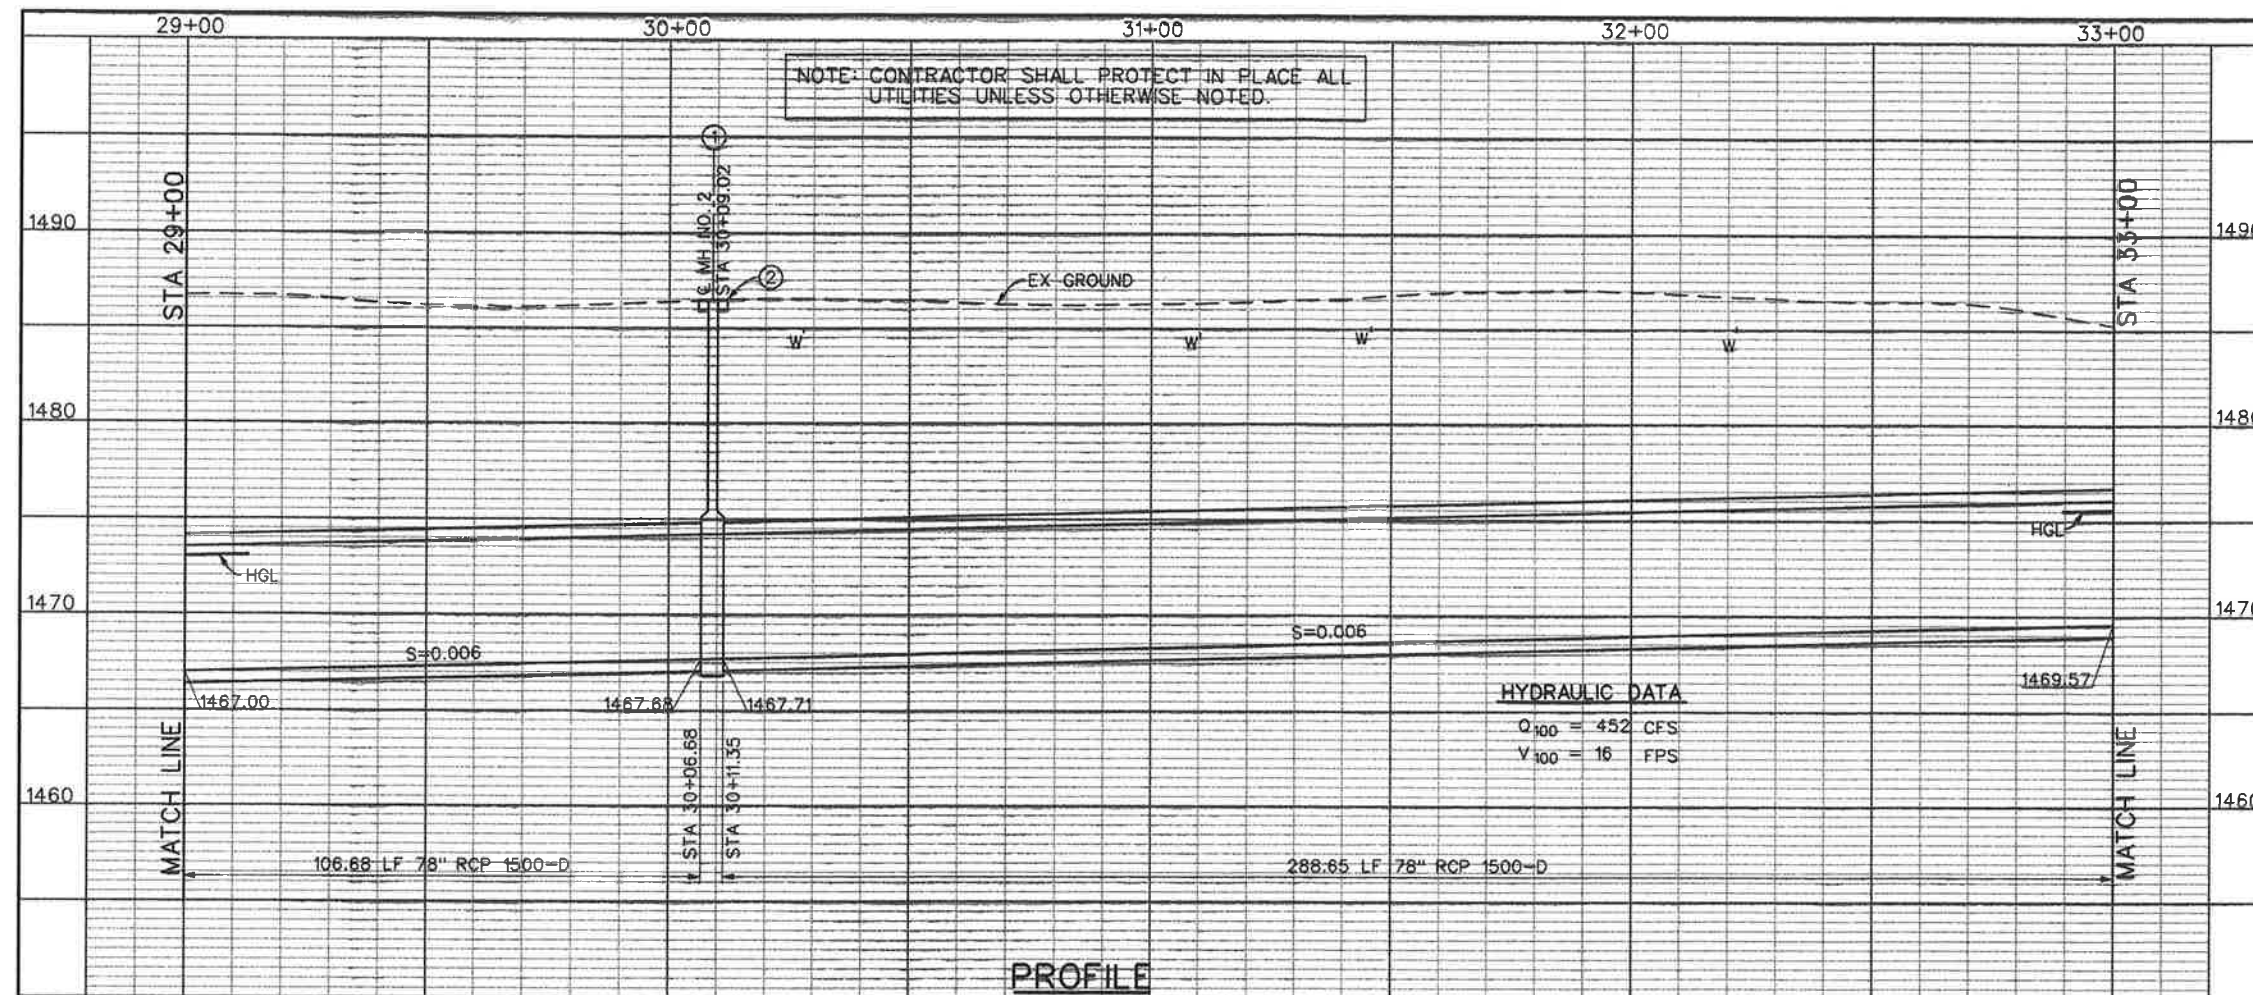 29+00 30+00 31+00 32+00 33+00
NOTE: CONTRACTOR SHALL PROTECT IN PLACE ALL
UTILITIES UNLESS OTHERWISE NOTED.
1
STA 29+00
℄ MH NO. 2
STA 30+09.02
STA 33+00
1490
1490
2
EX GROUND
W
W
W
W
1480
1480
HGL
HGL
1470
1470
S=0.006
S=0.006
1467.00
1467.68
1467.71
1469.57
HYDRAULIC DATA
Q100 = 452 CFS
V100 = 16 FPS
MATCH LINE
STA 30+06.68
STA 30+11.35
MATCH LINE
1460
1460
106.68 LF 78" RCP 1500-D
288.65 LF 78" RCP 1500-D
PROFILE